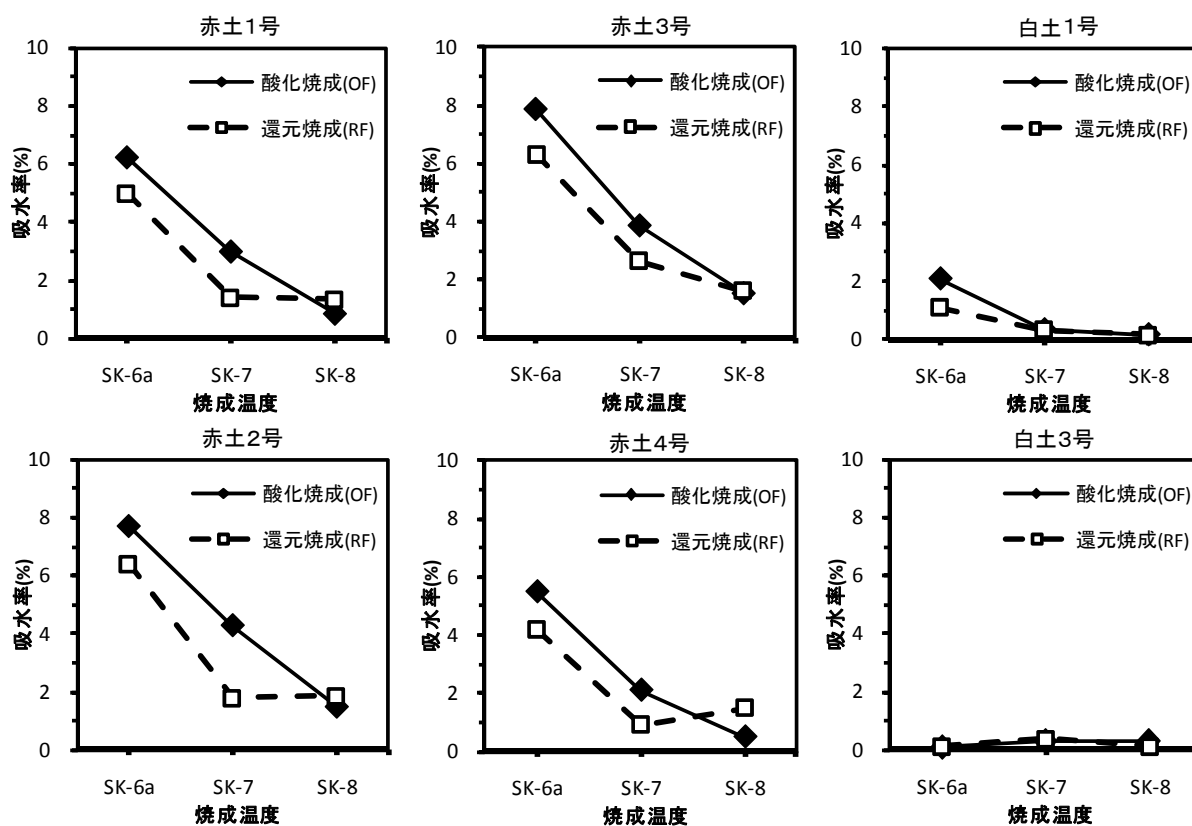 赤土1号
10
8
6
4
2
0
吸水率(%)
酸化焼成(OF)
還元焼成(RF)
SK-6a SK-7 SK-8
焼成温度
赤土3号
10
8
6
4
2
0
吸水率(%)
酸化焼成(OF)
還元焼成(RF)
SK-6a SK-7 SK-8
焼成温度
白土1号
10
8
6
4
2
0
吸水率(%)
酸化焼成(OF)
還元焼成(RF)
SK-6a SK-7 SK-8
焼成温度
赤土2号
10
8
6
4
2
0
吸水率(%)
酸化焼成(OF)
還元焼成(RF)
SK-6a SK-7 SK-8
焼成温度
赤土4号
10
8
6
4
2
0
吸水率(%)
酸化焼成(OF)
還元焼成(RF)
SK-6a SK-7 SK-8
焼成温度
白土3号
10
8
6
4
2
0
吸水率(%)
酸化焼成(OF)
還元焼成(RF)
SK-6a SK-7 SK-8
焼成温度